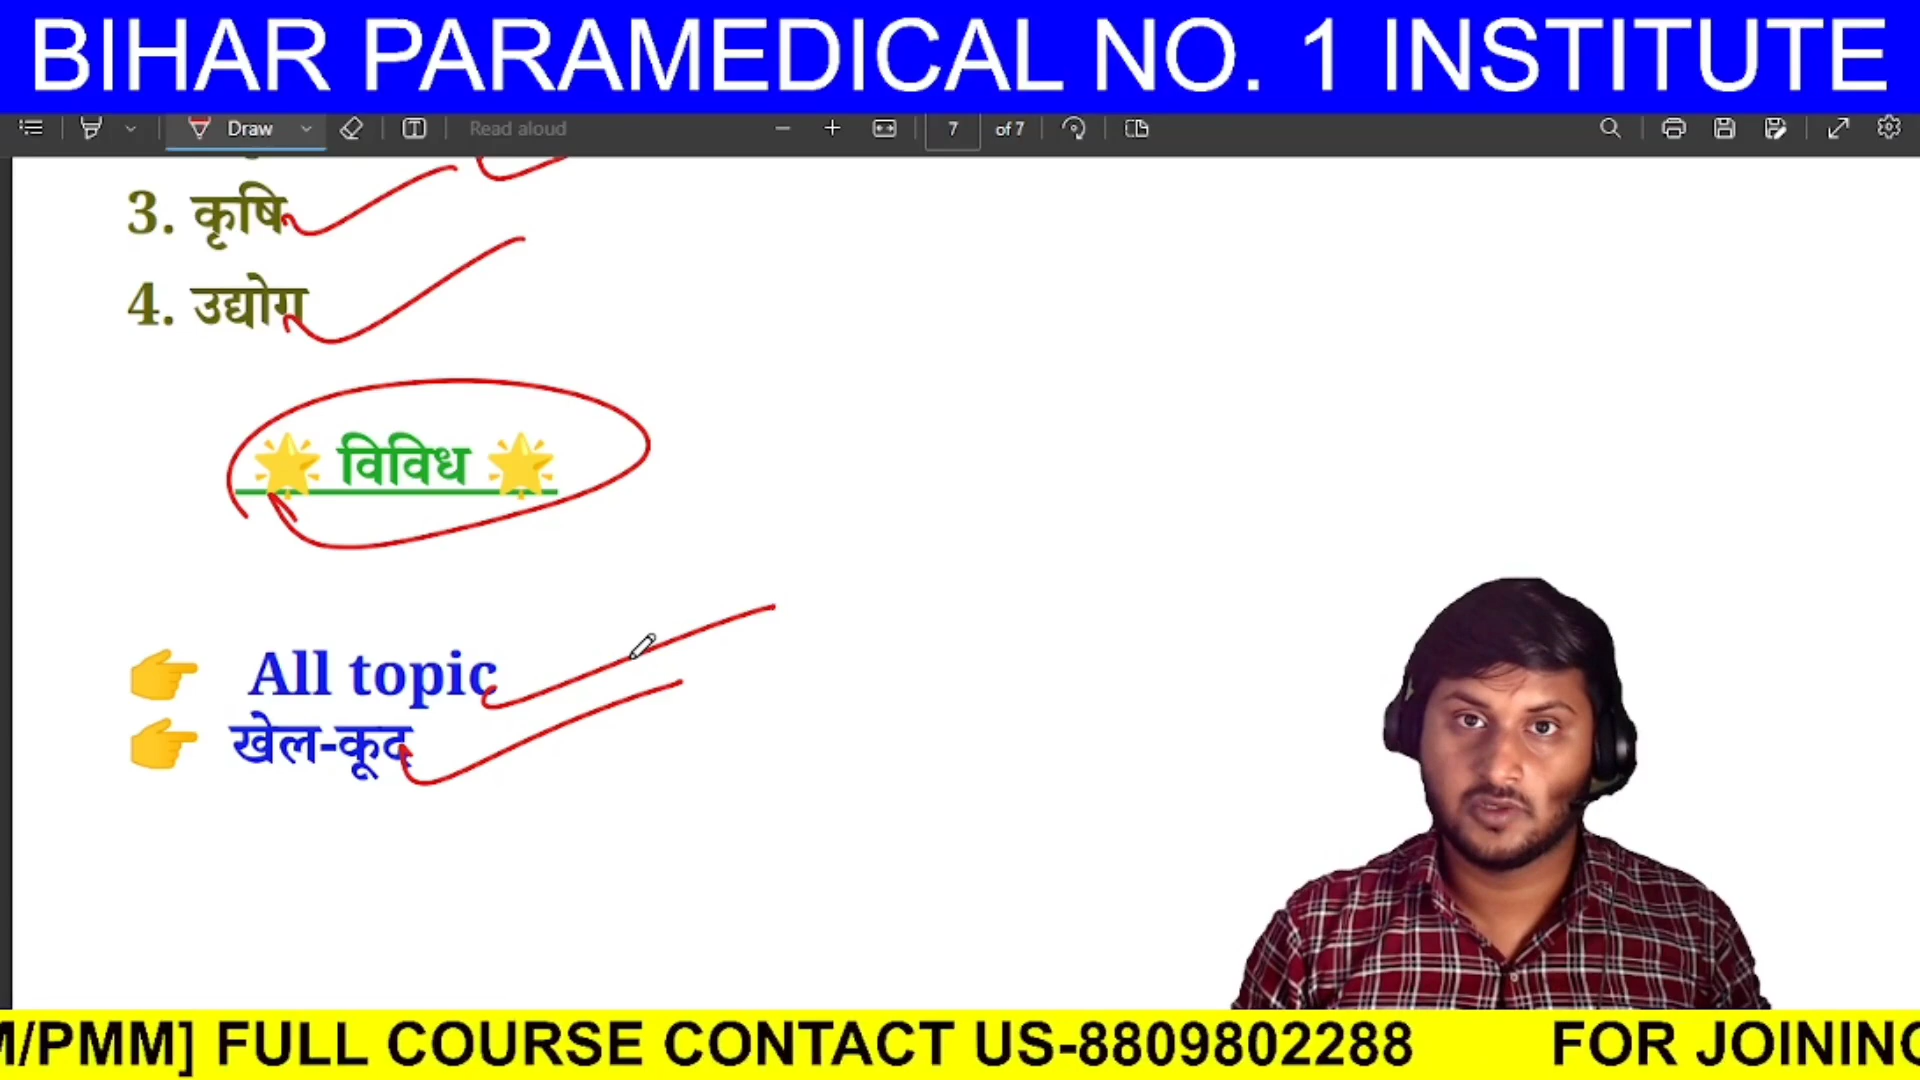 BIHAR PARAMEDICAL NO. 1 INSTITUTE
Draw Read aloud 7 of 7
3. कृषि
4. उद्योग
🌟 विविध 🌟
👉 All topic
👉 खेल-कूद
M/PMM] FULL COURSE CONTACT US-8809802288 FOR JOINING